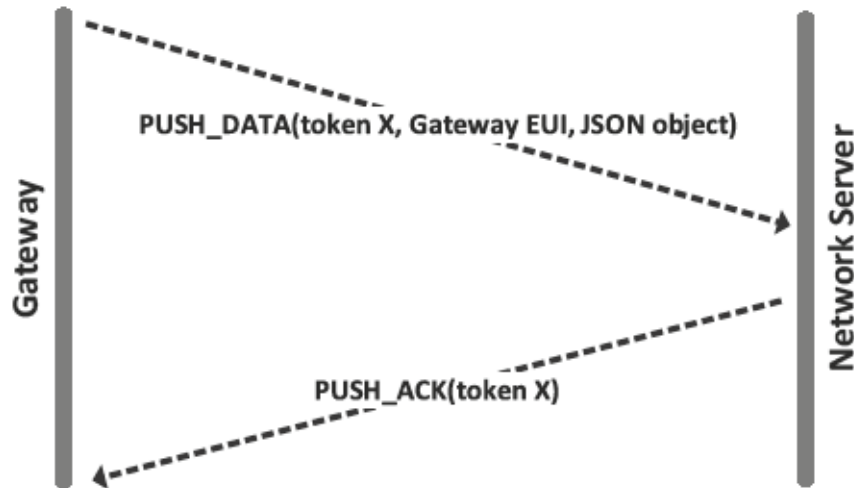 PUSH_DATA(token X, Gateway EUI, JSON object)
Gateway
Network Server
PUSH_ACK(token X)